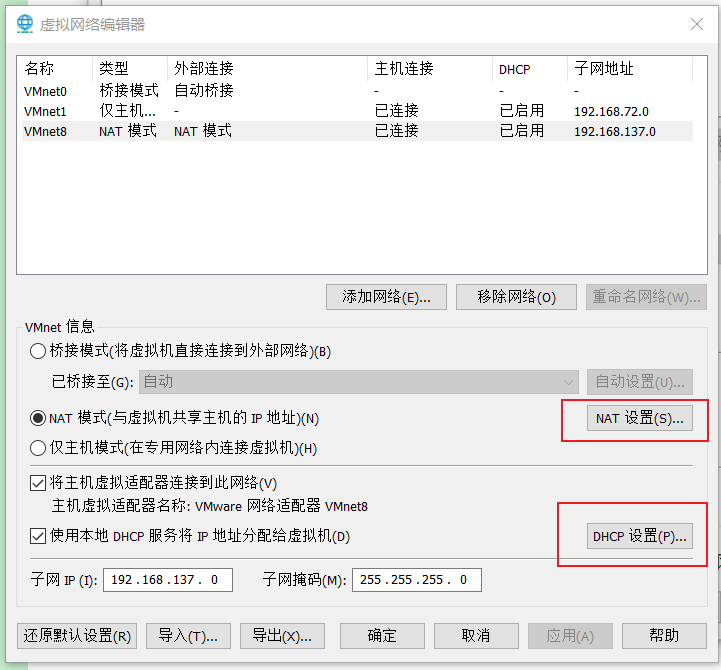 虚拟网络编辑器
名称 类型 外部连接 主机连接 DHCP 子网地址
VMnet0 桥接模式 自动桥接 - - -
VMnet1 仅主机... - 已连接 已启用 192.168.72.0
VMnet8 NAT 模式 NAT 模式 已连接 已启用 192.168.137.0
添加网络(E)... 移除网络(O) 重命名网络(W)...
VMnet 信息
桥接模式(将虚拟机直接连接到外部网络)(B)
已桥接至(G): 自动 自动设置(U)...
NAT 模式(与虚拟机共享主机的 IP 地址)(N) NAT 设置(S)...
仅主机模式(在专用网络内连接虚拟机)(H)
将主机虚拟适配器连接到此网络(V)
主机虚拟适配器名称: VMware 网络适配器 VMnet8
使用本地 DHCP 服务将 IP 地址分配给虚拟机(D) DHCP 设置(P)...
子网 IP (I): 192.168.137. 0 子网掩码(M): 255.255.255. 0
还原默认设置(R) 导入(T)... 导出(X)... 确定 取消 应用(A) 帮助